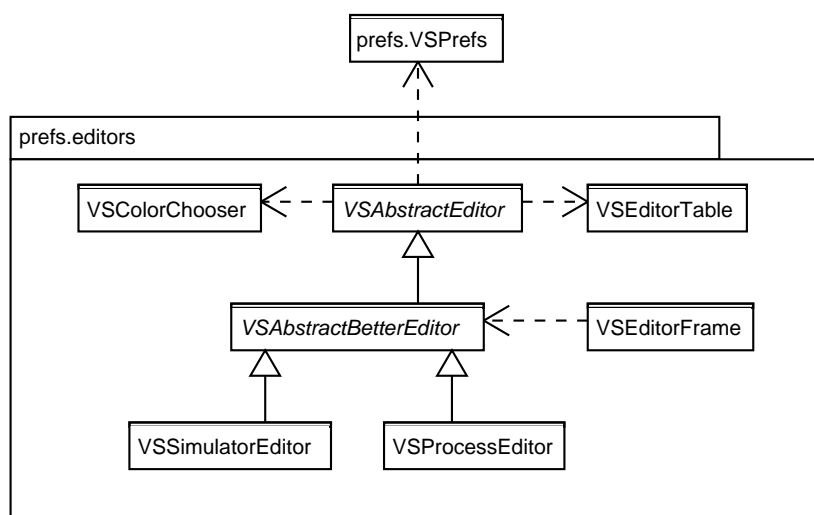 prefs.VSPrefs
prefs.editors
VSColorChooser
VSAbstractEditor
VSEditorTable
VSAbstractBetterEditor
VSEditorFrame
VSSimulatorEditor
VSProcessEditor